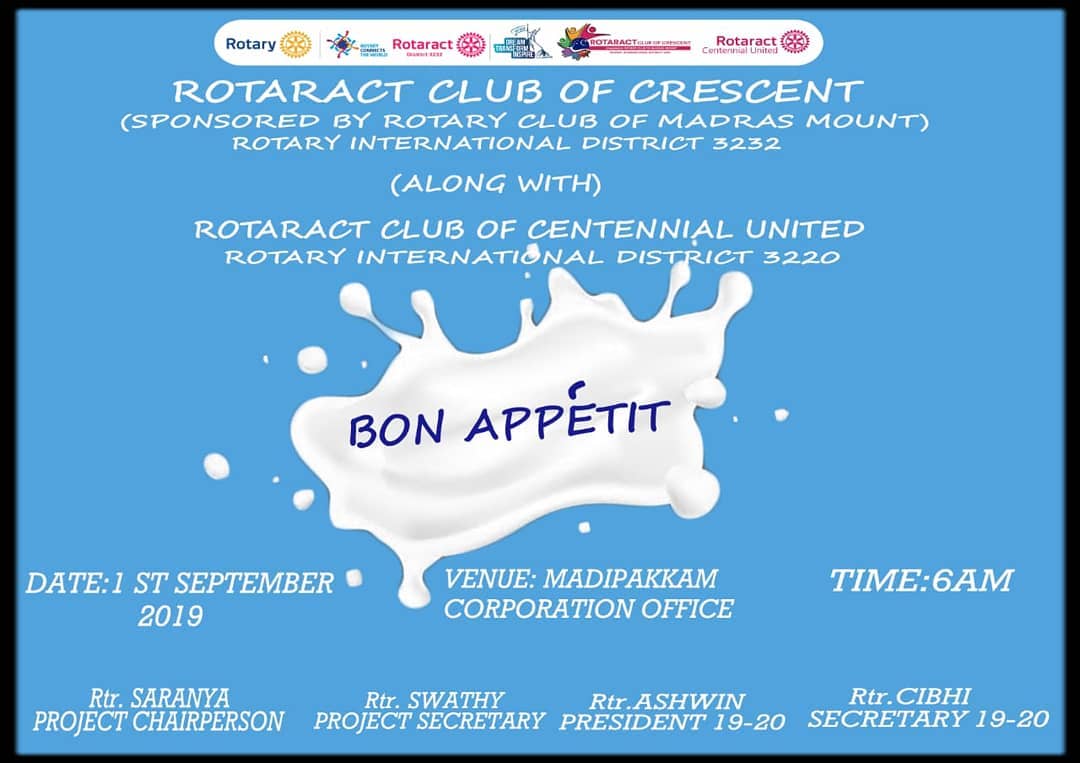 Rotary
ROTARY
CONNECTS
THE WORLD
Rotaract
District 3232
DREAM
TRANSFORM
INSPIRE
ROTARACT CLUB OF CRESCENT
Rotaract
Centennial United
ROTARACT CLUB OF CRESCENT
(SPONSORED BY ROTARY CLUB OF MADRAS MOUNT)
ROTARY INTERNATIONAL DISTRICT 3232
(ALONG WITH)
ROTARACT CLUB OF CENTENNIAL UNITED
ROTARY INTERNATIONAL DISTRICT 3220
BON APPÉTIT
DATE:1 ST SEPTEMBER
2019
VENUE: MADIPAKKAM
CORPORATION OFFICE
TIME:6AM
Rtr. SARANYA
PROJECT CHAIRPERSON
Rtr. SWATHY
PROJECT SECRETARY
Rtr.ASHWIN
PRESIDENT 19-20
Rtr.CIBHI
SECRETARY 19-20